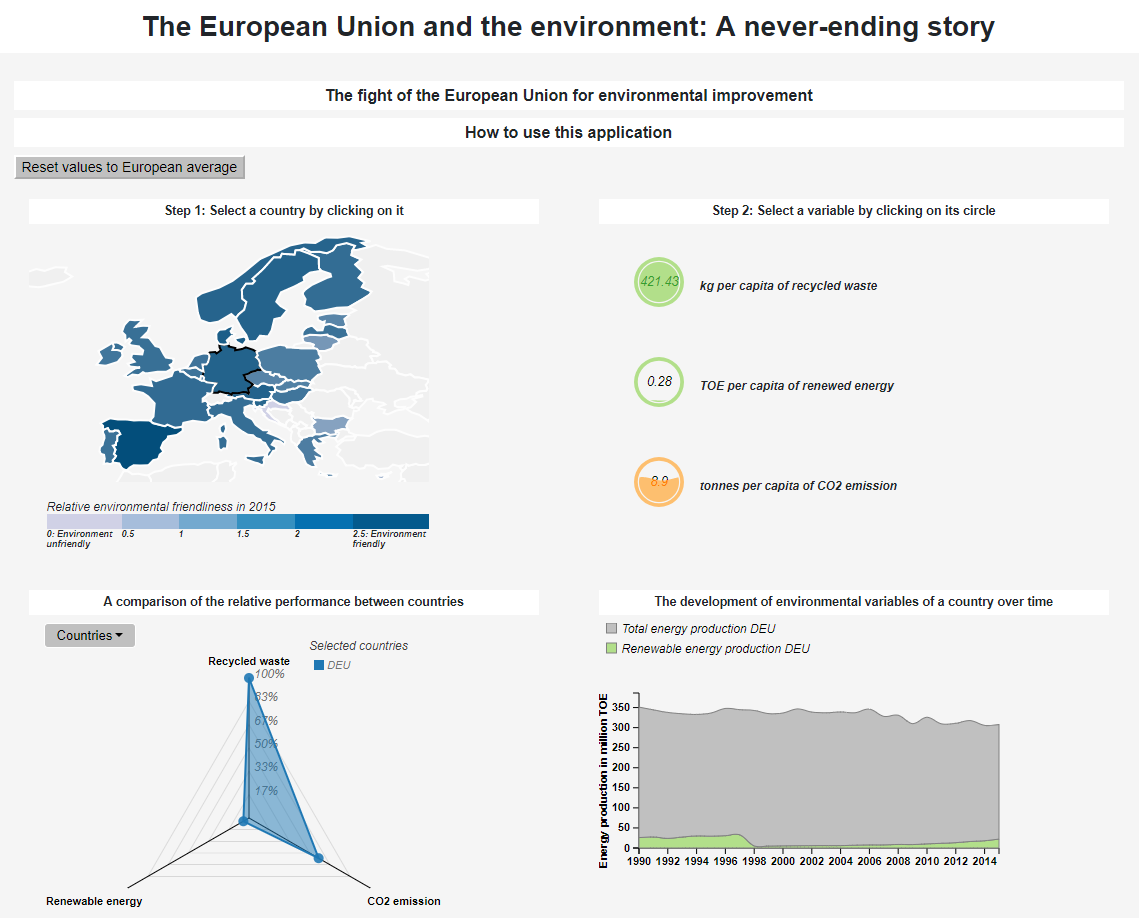 The European Union and the environment: A never-ending story
The fight of the European Union for environmental improvement
How to use this application
Reset values to European average
Step 1: Select a country by clicking on it
Step 2: Select a variable by clicking on its circle
421.43
kg per capita of recycled waste
0.28
TOE per capita of renewed energy
8.9
tonnes per capita of CO2 emission
Relative environmental friendliness in 2015
0: Environment unfriendly
0.5
1
1.5
2
2.5: Environment friendly
A comparison of the relative performance between countries
Countries
Selected countries
DEU
Recycled waste
100%
83%
67%
50%
33%
17%
Renewable energy
CO2 emission
The development of environmental variables of a country over time
Total energy production DEU
Renewable energy production DEU
Energy production in million TOE
350
300
250
200
150
100
50
0
1990 1992 1994 1996 1998 2000 2002 2004 2006 2008 2010 2012 2014